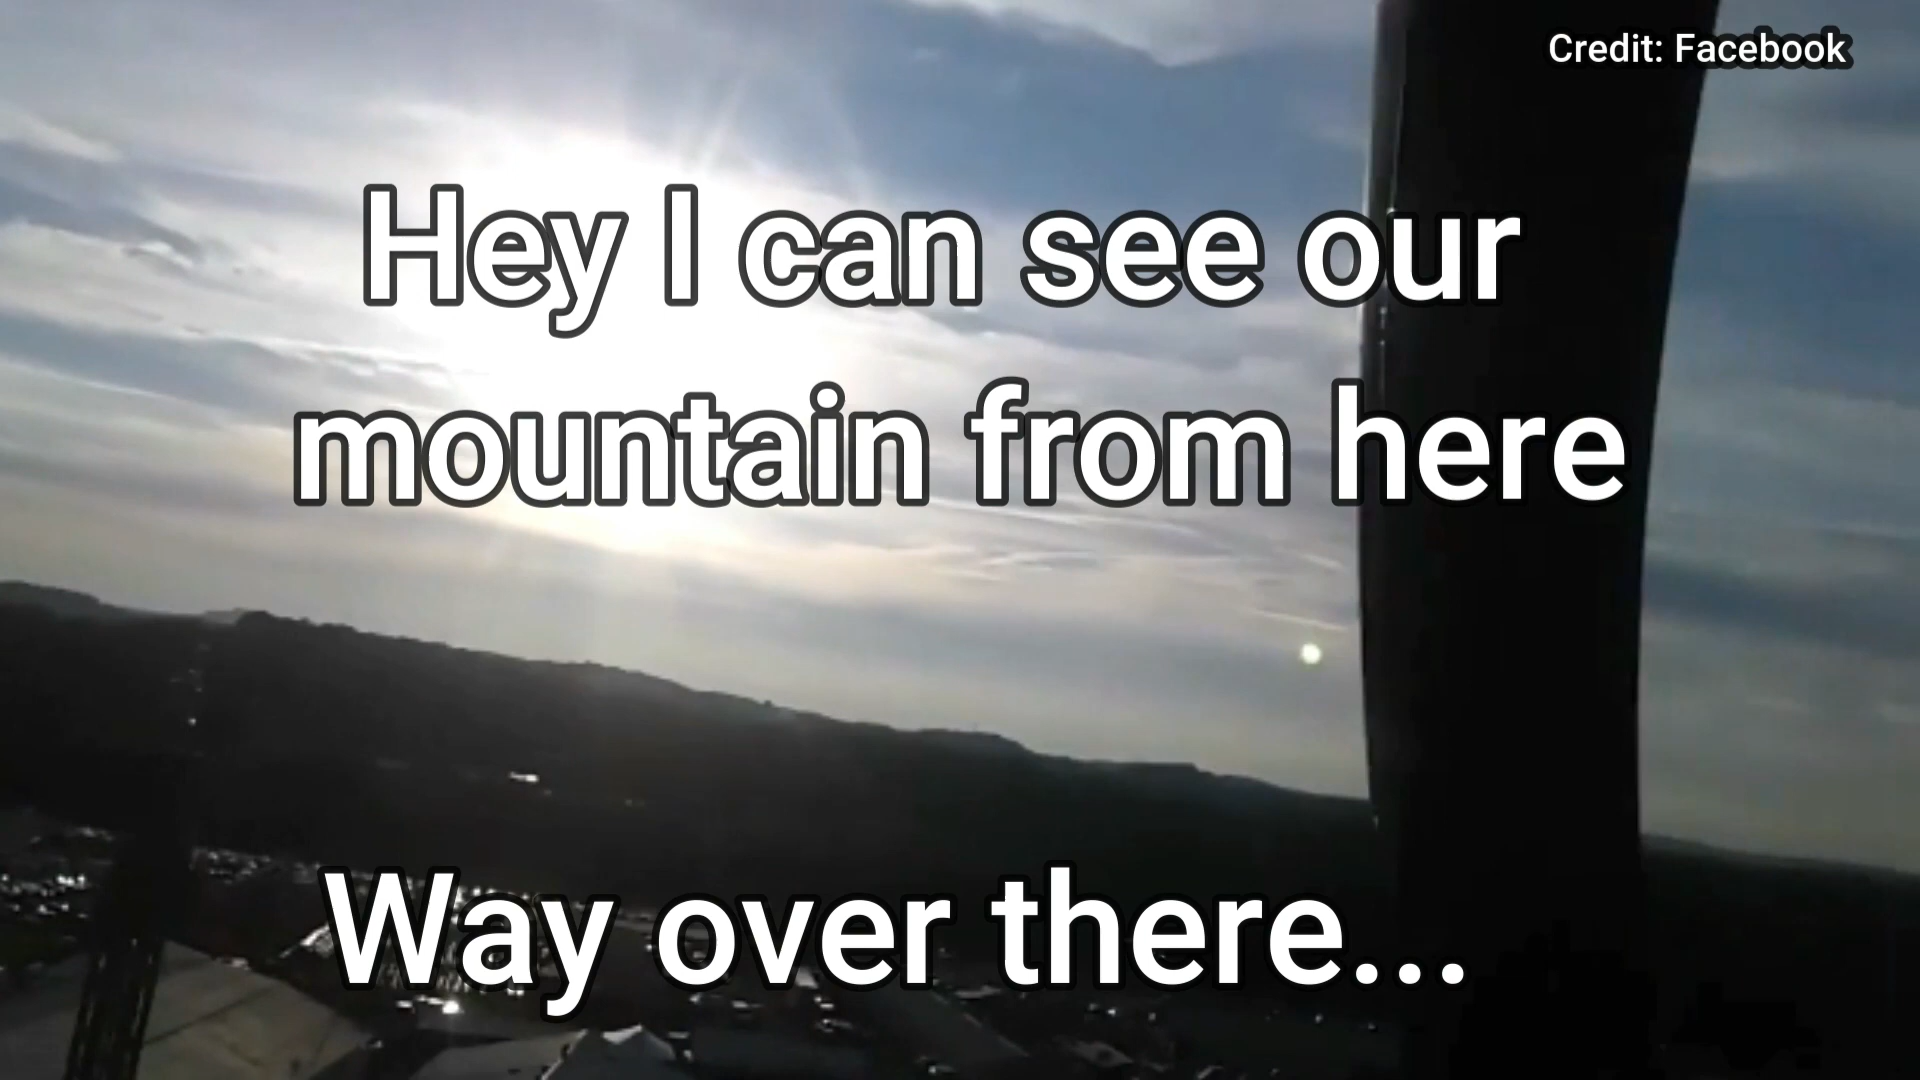 Credit: Facebook
Hey I can see our
mountain from here
Way over there...